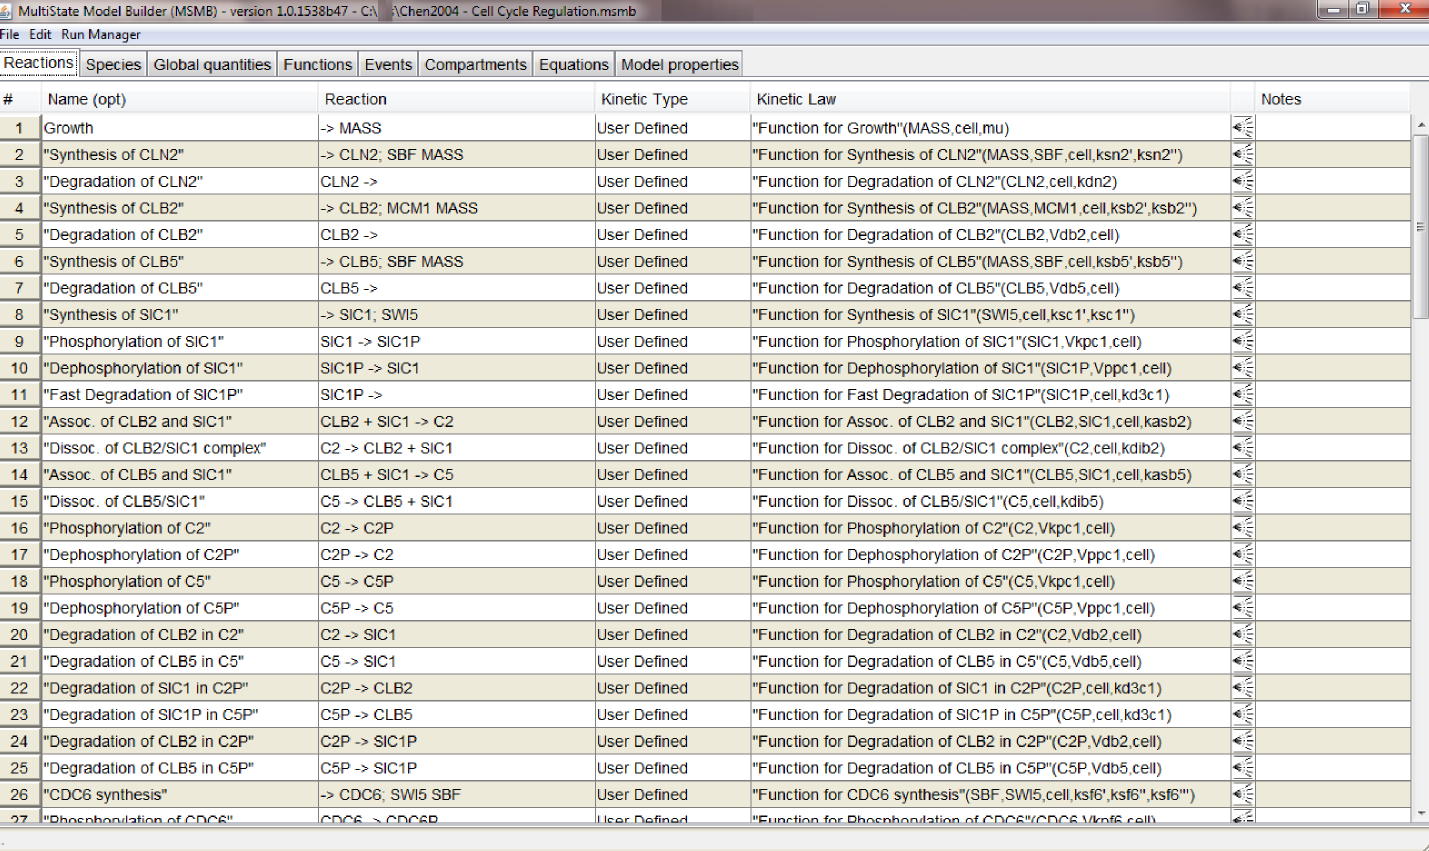 MultiState Model Builder (MSMB) - version 1.0.1538b47 - C:\ \Chen2004 - Cell Cycle Regulation.msmb
File Edit Run Manager
Reactions Species Global quantities Functions Events Compartments Equations Model properties
# Name (opt) Reaction Kinetic Type Kinetic Law Notes
1 Growth -> MASS User Defined "Function for Growth"(MASS,cell,mu)
2 "Synthesis of CLN2" -> CLN2; SBF MASS User Defined "Function for Synthesis of CLN2"(MASS,SBF,cell,ksn2',ksn2'')
3 "Degradation of CLN2" CLN2 -> User Defined "Function for Degradation of CLN2"(CLN2,cell,kdn2)
4 "Synthesis of CLB2" -> CLB2; MCM1 MASS User Defined "Function for Synthesis of CLB2"(MASS,MCM1,cell,ksb2',ksb2'')
5 "Degradation of CLB2" CLB2 -> User Defined "Function for Degradation of CLB2"(CLB2,Vdb2,cell)
6 "Synthesis of CLB5" -> CLB5; SBF MASS User Defined "Function for Synthesis of CLB5"(MASS,SBF,cell,ksb5',ksb5'')
7 "Degradation of CLB5" CLB5 -> User Defined "Function for Degradation of CLB5"(CLB5,Vdb5,cell)
8 "Synthesis of SIC1" -> SIC1; SWI5 User Defined "Function for Synthesis of SIC1"(SWI5,cell,ksc1',ksc1'')
9 "Phosphorylation of SIC1" SIC1 -> SIC1P User Defined "Function for Phosphorylation of SIC1"(SIC1,Vkpc1,cell)
10 "Dephosphorylation of SIC1" SIC1P -> SIC1 User Defined "Function for Dephosphorylation of SIC1"(SIC1P,Vppc1,cell)
11 "Fast Degradation of SIC1P" SIC1P -> User Defined "Function for Fast Degradation of SIC1P"(SIC1P,cell,kd3c1)
12 "Assoc. of CLB2 and SIC1" CLB2 + SIC1 -> C2 User Defined "Function for Assoc. of CLB2 and SIC1"(CLB2,SIC1,cell,kasb2)
13 "Dissoc. of CLB2/SIC1 complex" C2 -> CLB2 + SIC1 User Defined "Function for Dissoc. of CLB2/SIC1 complex"(C2,cell,kdib2)
14 "Assoc. of CLB5 and SIC1" CLB5 + SIC1 -> C5 User Defined "Function for Assoc. of CLB5 and SIC1"(CLB5,SIC1,cell,kasb5)
15 "Dissoc. of CLB5/SIC1" C5 -> CLB5 + SIC1 User Defined "Function for Dissoc. of CLB5/SIC1"(C5,cell,kdib5)
16 "Phosphorylation of C2" C2 -> C2P User Defined "Function for Phosphorylation of C2"(C2,Vkpc1,cell)
17 "Dephosphorylation of C2P" C2P -> C2 User Defined "Function for Dephosphorylation of C2P"(C2P,Vppc1,cell)
18 "Phosphorylation of C5" C5 -> C5P User Defined "Function for Phosphorylation of C5"(C5,Vkpc1,cell)
19 "Dephosphorylation of C5P" C5P -> C5 User Defined "Function for Dephosphorylation of C5P"(C5P,Vppc1,cell)
20 "Degradation of CLB2 in C2" C2 -> SIC1 User Defined "Function for Degradation of CLB2 in C2"(C2,Vdb2,cell)
21 "Degradation of CLB5 in C5" C5 -> SIC1 User Defined "Function for Degradation of CLB5 in C5"(C5,Vdb5,cell)
22 "Degradation of SIC1 in C2P" C2P -> CLB2 User Defined "Function for Degradation of SIC1 in C2P"(C2P,cell,kd3c1)
23 "Degradation of SIC1P in C5P" C5P -> CLB5 User Defined "Function for Degradation of SIC1P in C5P"(C5P,cell,kd3c1)
24 "Degradation of CLB2 in C2P" C2P -> SIC1P User Defined "Function for Degradation of CLB2 in C2P"(C2P,Vdb2,cell)
25 "Degradation of CLB5 in C5P" C5P -> SIC1P User Defined "Function for Degradation of CLB5 in C5P"(C5P,Vdb5,cell)
26 "CDC6 synthesis" -> CDC6; SWI5 SBF User Defined "Function for CDC6 synthesis"(SBF,SWI5,cell,ksf6',ksf6'',ksf6''')
27 "Phosphorylation of CDC6" CDC6 -> CDC6P User Defined "Function for Phosphorylation of CDC6"(CDC6,Vkpf6,cell)